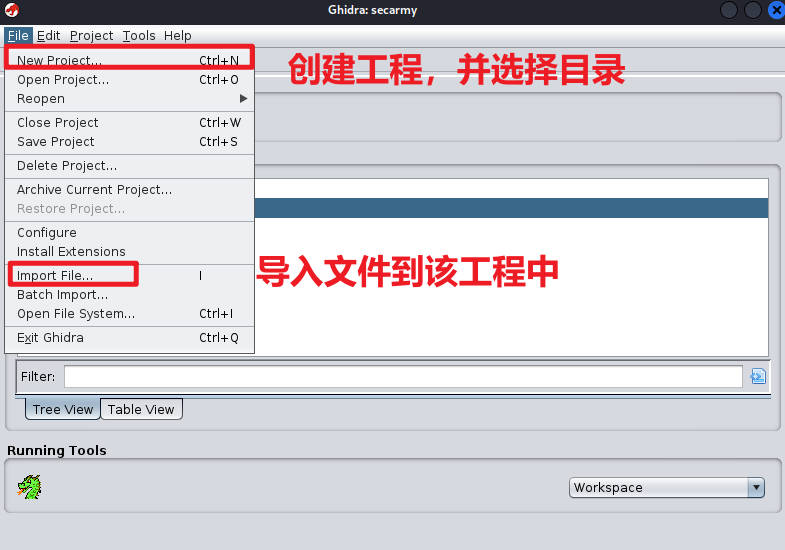 Ghidra: secarmy
File Edit Project Tools Help
New Project... Ctrl+N
创建工程，并选择目录
Open Project... Ctrl+O
Reopen
Close Project Ctrl+W
Save Project Ctrl+S
Delete Project...
Archive Current Project...
Restore Project...
Configure
Install Extensions
Import File... I
导入文件到该工程中
Batch Import...
Open File System... Ctrl+I
Exit Ghidra Ctrl+Q
Filter:
Tree View Table View
Running Tools
Workspace